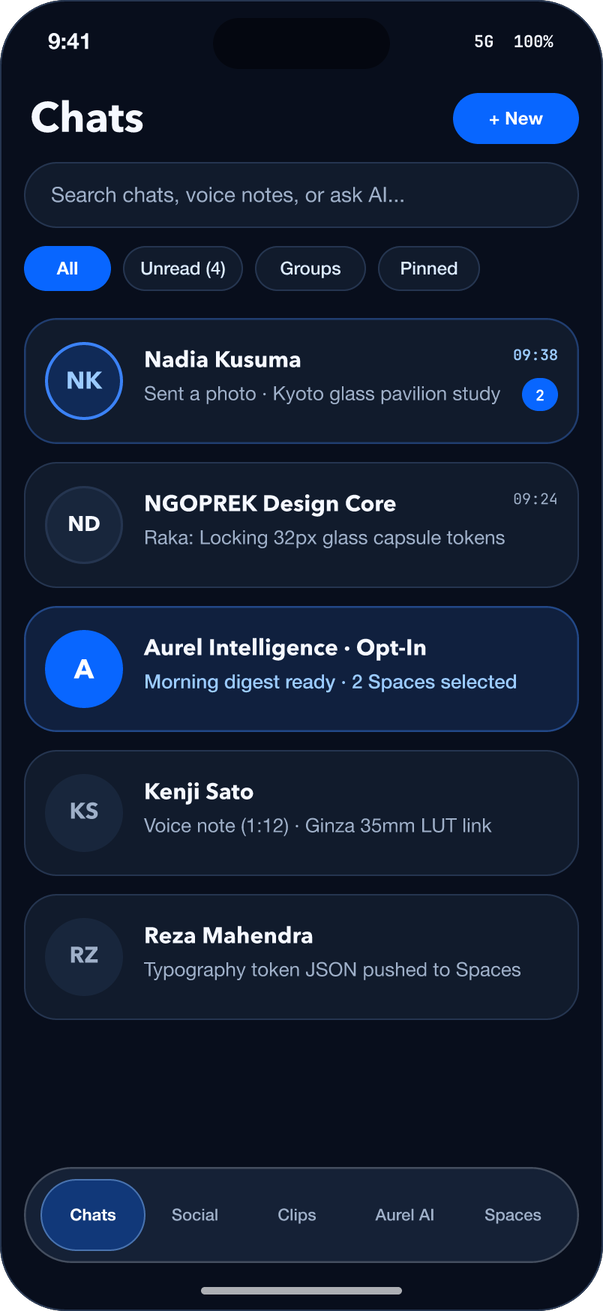 9:41
5G 100%
Chats
+ New
Search chats, voice notes, or ask AI...
All
Unread (4)
Groups
Pinned
NK
Nadia Kusuma
09:38
Sent a photo · Kyoto glass pavilion study
2
ND
NGOPREK Design Core
09:24
Raka: Locking 32px glass capsule tokens
A
Aurel Intelligence · Opt-In
Morning digest ready · 2 Spaces selected
KS
Kenji Sato
Voice note (1:12) · Ginza 35mm LUT link
RZ
Reza Mahendra
Typography token JSON pushed to Spaces
Chats
Social
Clips
Aurel AI
Spaces